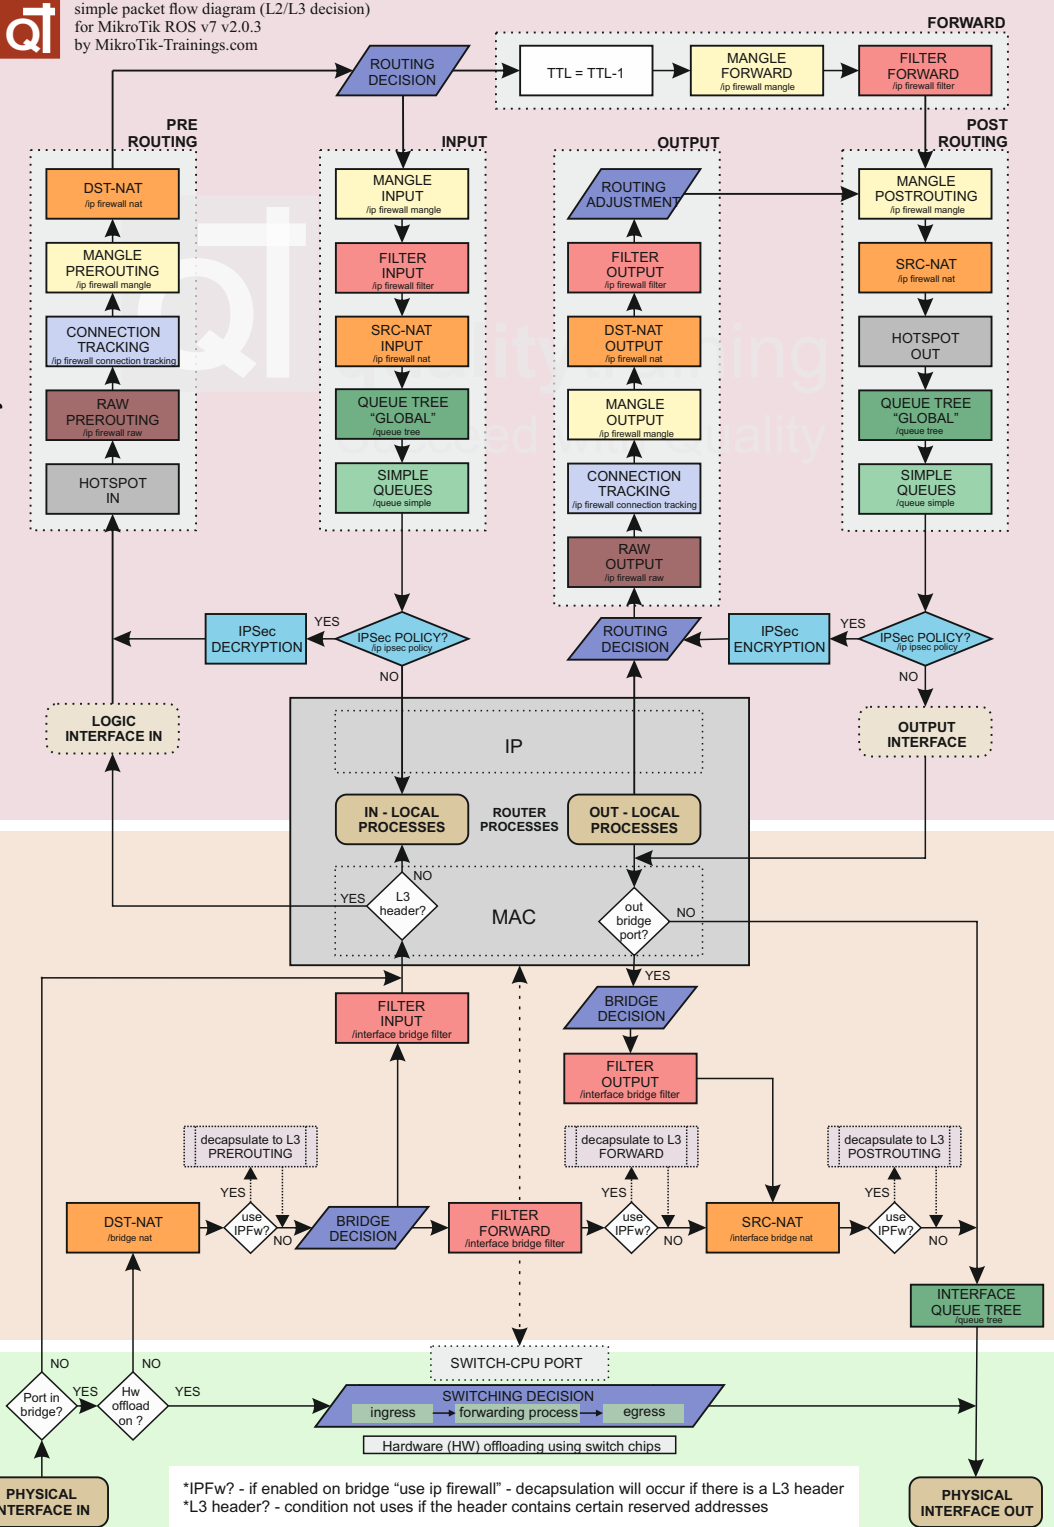 simple packet flow diagram (L2/L3 decision)
for MikroTik ROS v7 v2.0.3
by MikroTik-Trainings.com
QT
FORWARD
ROUTING
DECISION
TTL = TTL-1
MANGLE
FORWARD
/ip firewall mangle
FILTER
FORWARD
/ip firewall filter
PRE
ROUTING
INPUT
OUTPUT
POST
ROUTING
DST-NAT
/ip firewall nat
MANGLE
PREROUTING
/ip firewall mangle
CONNECTION
TRACKING
/ip firewall connection tracking
RAW
PREROUTING
/ip firewall raw
HOTSPOT
IN
MANGLE
INPUT
/ip firewall mangle
FILTER
INPUT
/ip firewall filter
SRC-NAT
INPUT
/ip firewall nat
QUEUE TREE
“GLOBAL”
/queue tree
SIMPLE
QUEUES
/queue simple
ROUTING
ADJUSTMENT
FILTER
OUTPUT
/ip firewall filter
DST-NAT
OUTPUT
/ip firewall nat
MANGLE
OUTPUT
/ip firewall mangle
CONNECTION
TRACKING
/ip firewall connection tracking
RAW
OUTPUT
/ip firewall raw
MANGLE
POSTROUTING
/ip firewall mangle
SRC-NAT
/ip firewall nat
HOTSPOT
OUT
QUEUE TREE
“GLOBAL”
/queue tree
SIMPLE
QUEUES
/queue simple
IPSec
DECRYPTION
YES
IPSec POLICY?
/ip ipsec policy
NO
ROUTING
DECISION
IPSec
ENCRYPTION
YES
IPSec POLICY?
/ip ipsec policy
NO
LOGIC
INTERFACE IN
OUTPUT
INTERFACE
IP
IN - LOCAL
PROCESSES
ROUTER
PROCESSES
OUT - LOCAL
PROCESSES
NO
YES
L3
header?
MAC
out
bridge
port?
NO
YES
FILTER
INPUT
/interface bridge filter
BRIDGE
DECISION
FILTER
OUTPUT
/interface bridge filter
decapsulate to L3
PREROUTING
decapsulate to L3
FORWARD
decapsulate to L3
POSTROUTING
DST-NAT
/bridge nat
YES
use
IPFw?
NO
BRIDGE
DECISION
FILTER
FORWARD
/interface bridge filter
YES
use
IPFw?
NO
SRC-NAT
/interface bridge nat
YES
use
IPFw?
NO
INTERFACE
QUEUE TREE
/queue tree
SWITCH-CPU PORT
NO
Port in
bridge?
YES
NO
Hw
offload
on ?
YES
SWITCHING DECISION
ingress
forwarding process
egress
Hardware (HW) offloading using switch chips
PHYSICAL
NTERFACE IN
*IPFw? - if enabled on bridge “use ip firewall” - decapsulation will occur if there is a L3 header
*L3 header? - condition not uses if the header contains certain reserved addresses
PHYSICAL
INTERFACE OUT